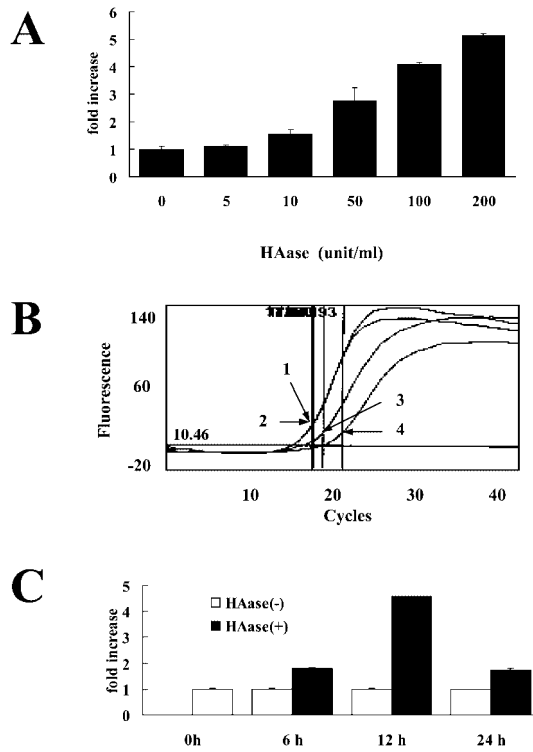 A
fold increase
6
5
4
3
2
1
0
0 5 10 50 100 200
HAase (unit/ml)
B
Fluorescence
140
60
-20
1
2
3
4
10.46
10 20 30 40
Cycles
C
fold increase
5
4
3
2
1
0
HAase(-)
HAase(+)
0h 6 h 12 h 24 h